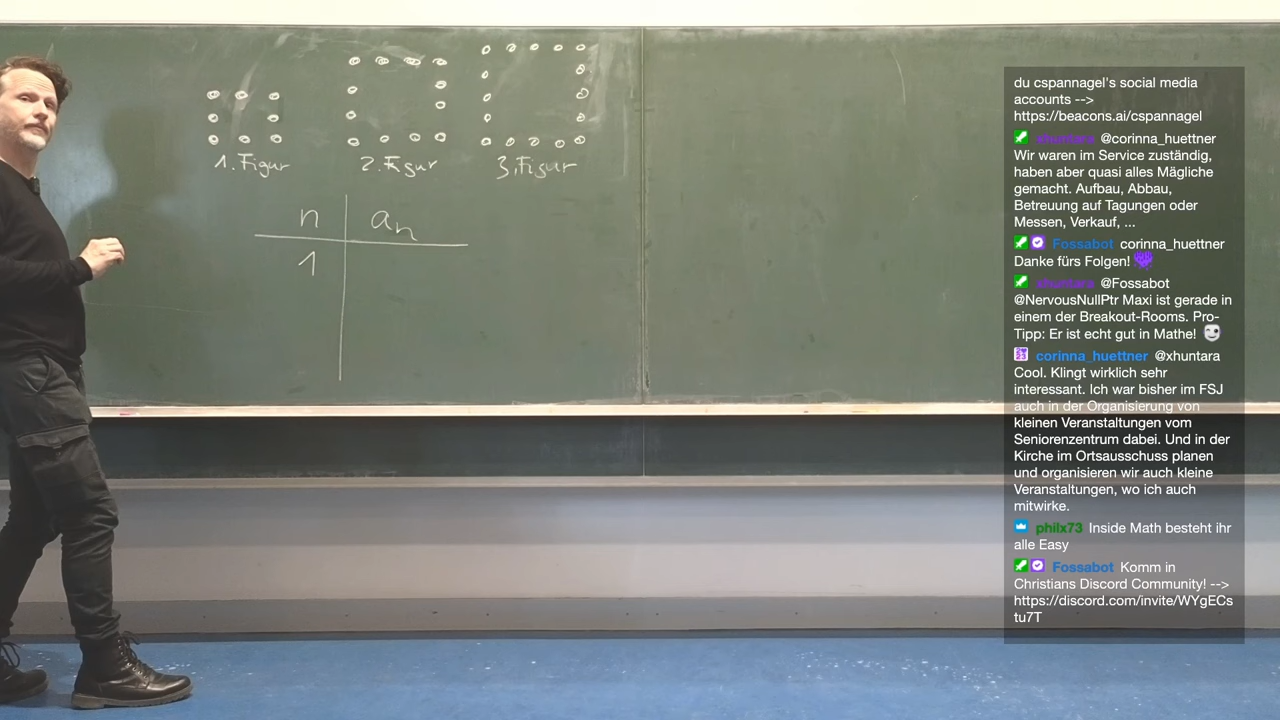 1. Figur
2. Figur
3. Figur
n
an
1
du cspannagel's social media
accounts -->
https://beacons.ai/cspannagel
xhuntara @corinna_huettner
Wir waren im Service zuständig,
haben aber quasi alles Mägliche
gemacht. Aufbau, Abbau,
Betreuung auf Tagungen oder
Messen, Verkauf, ...
Fossabot corinna_huettner
Danke fürs Folgen!
xhuntara @Fossabot
@NervousNullPtr Maxi ist gerade in
einem der Breakout-Rooms. Pro-
Tipp: Er ist echt gut in Mathe!
corinna_huettner @xhuntara
Cool. Klingt wirklich sehr
interessant. Ich war bisher im FSJ
auch in der Organisierung von
kleinen Veranstaltungen vom
Seniorenzentrum dabei. Und in der
Kirche im Ortsausschuss planen
und organisieren wir auch kleine
Veranstaltungen, wo ich auch
mitwirke.
philx73 Inside Math besteht ihr
alle Easy
Fossabot Komm in
Christians Discord Community! -->
https://discord.com/invite/WYgECs
tu7T